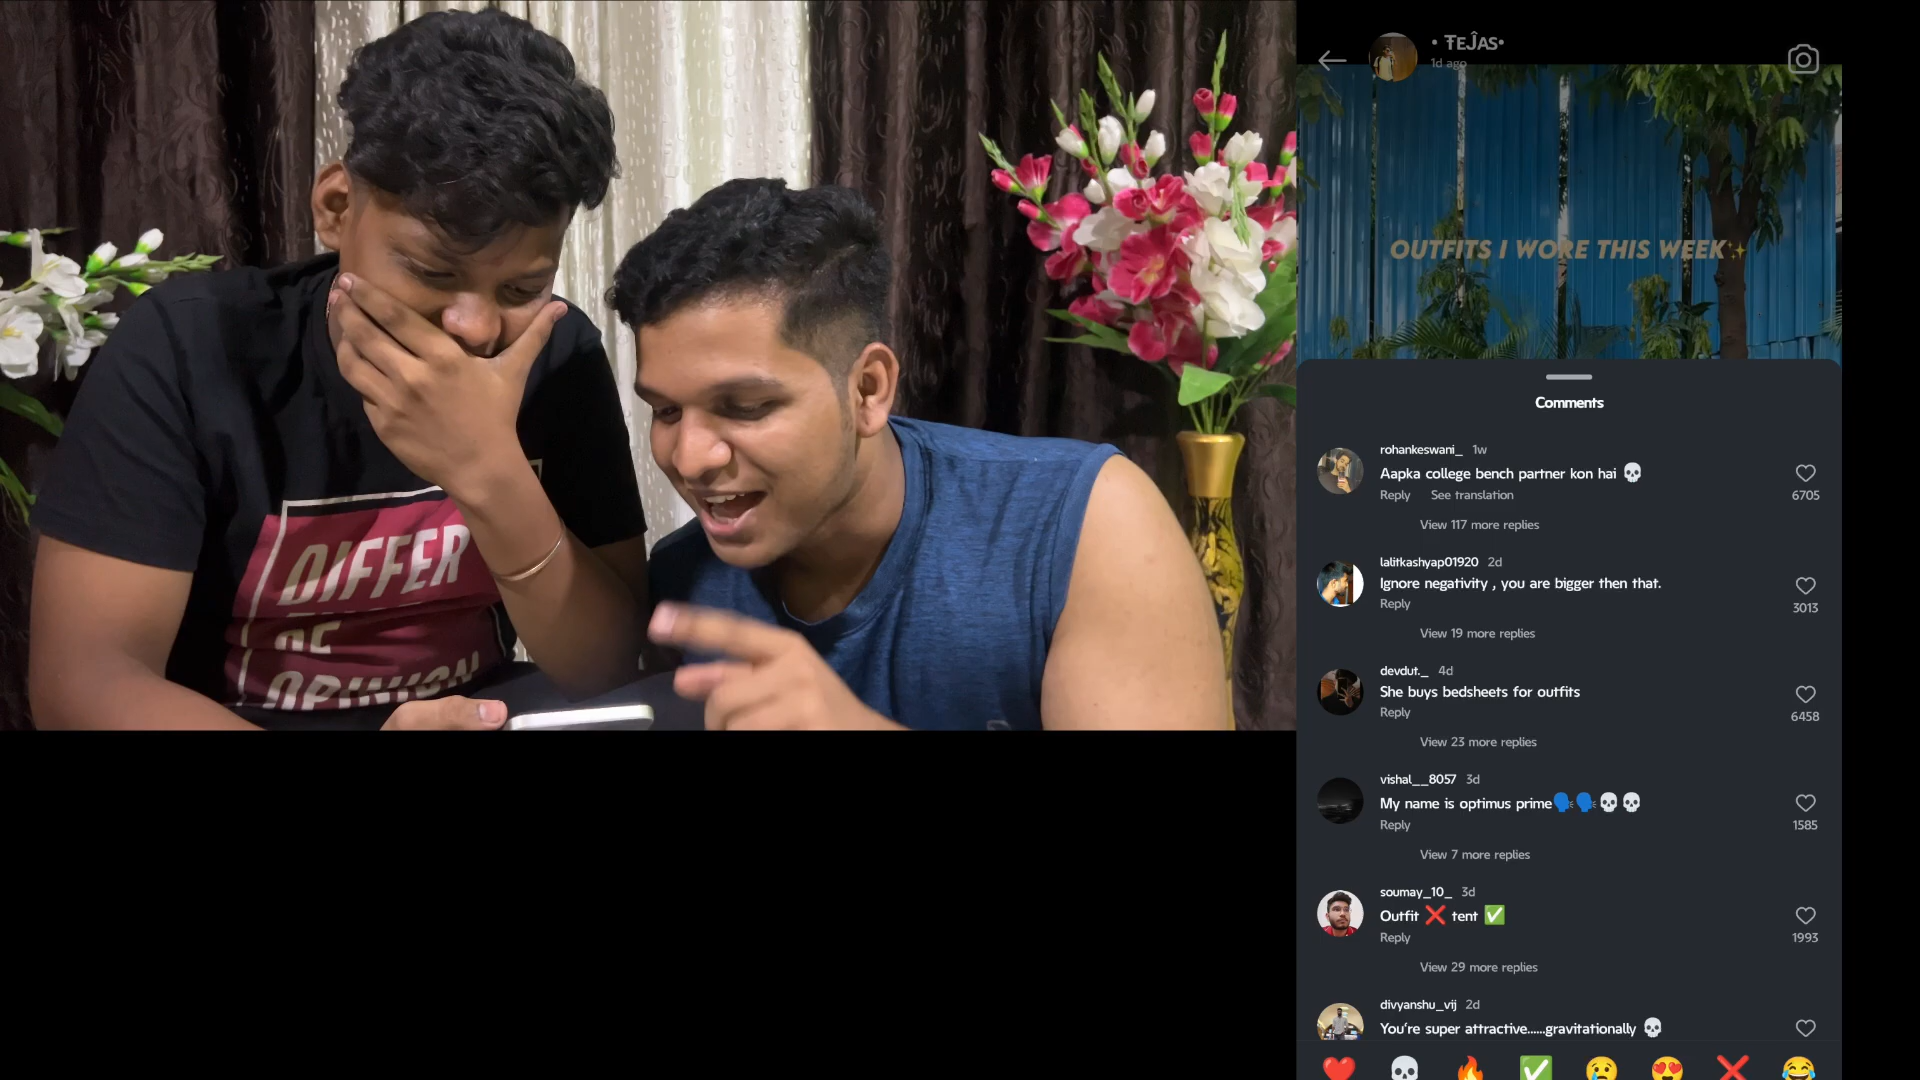 DIFFER
OF
OPINION
• ŦEĴAS•
1d ago
OUTFITS I WORE THIS WEEK✨
Comments
rohankeswani_ 1w
Aapka college bench partner kon hai 💀
Reply See translation
6705
View 117 more replies
lalitkashyap01920 2d
Ignore negativity , you are bigger then that.
Reply
3013
View 19 more replies
devdut._ 4d
She buys bedsheets for outfits
Reply
6458
View 23 more replies
vishal__8057 3d
My name is optimus prime🗣️🗣️💀💀
Reply
1585
View 7 more replies
soumay_10_ 3d
Outfit ❌ tent ✅
Reply
1993
View 29 more replies
divyanshu_vij 2d
You're super attractive......gravitationally 💀